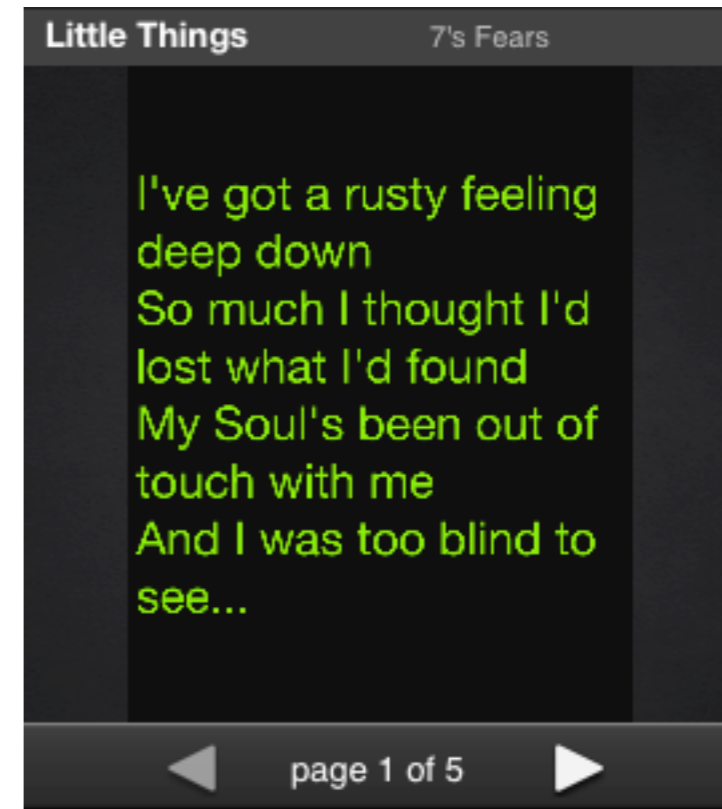 Little Things 7's Fears
I've got a rusty feeling
deep down
So much I thought I'd
lost what I'd found
My Soul's been out of
touch with me
And I was too blind to
see...
page 1 of 5